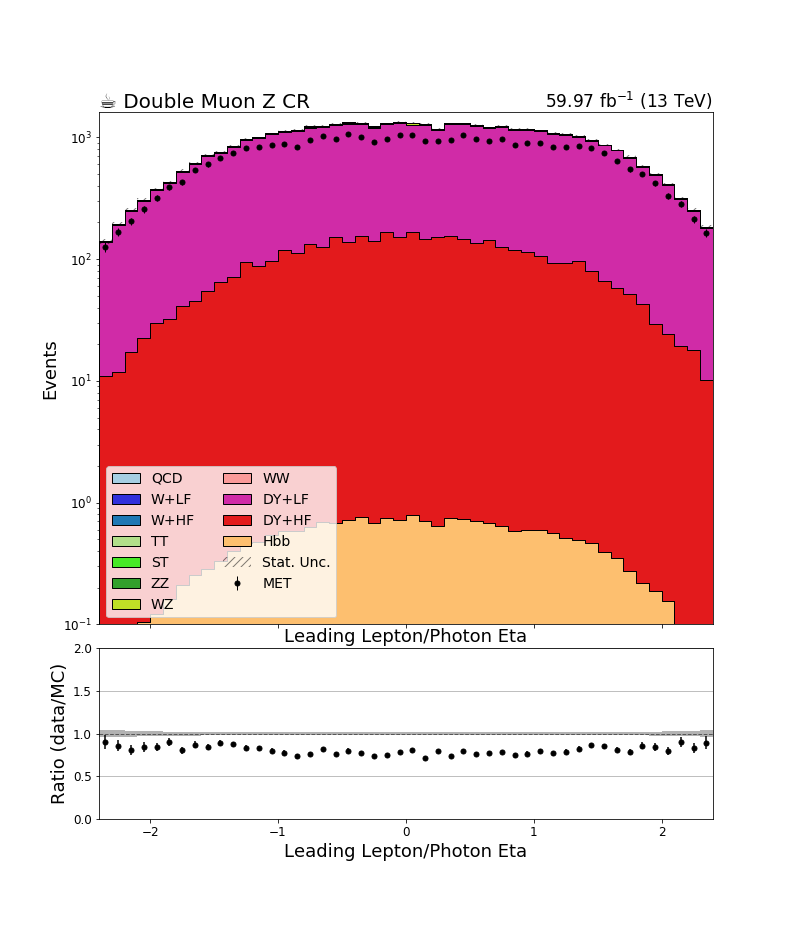 ☕ Double Muon Z CR 59.97 fb⁻¹ (13 TeV)
Events
10³
10²
10¹
10⁰
10⁻¹
QCD WW
W+LF DY+LF
W+HF DY+HF
TT Hbb
ST Stat. Unc.
ZZ MET
WZ
Leading Lepton/Photon Eta
Ratio (data/MC)
2.0
1.5
1.0
0.5
0.0
−2 −1 0 1 2
Leading Lepton/Photon Eta